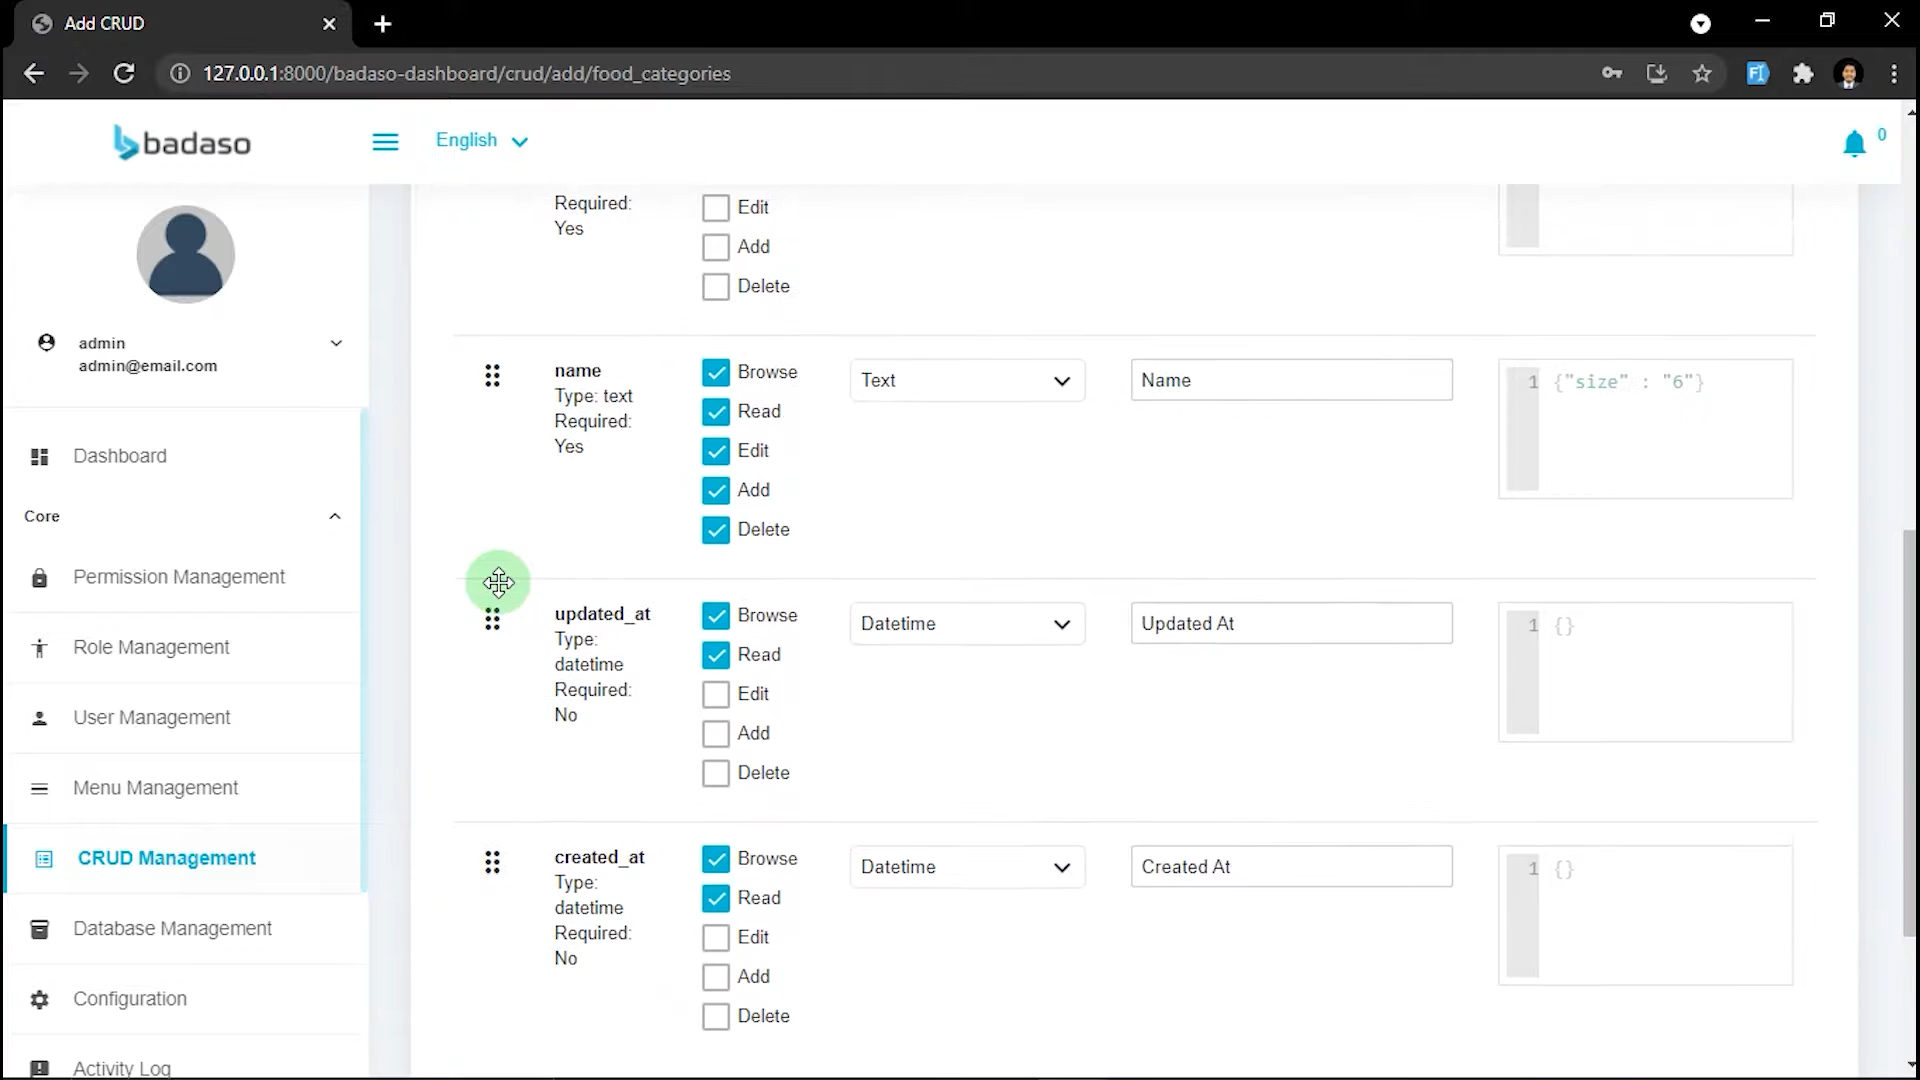 Add CRUD
127.0.0.1:8000/badaso-dashboard/crud/add/food_categories
badaso
English
0
admin
admin@email.com
Dashboard
Core
Permission Management
Role Management
User Management
Menu Management
CRUD Management
Database Management
Configuration
Activity Log
Required:
Yes
Edit
Add
Delete
name
Type: text
Required:
Yes
Browse
Read
Edit
Add
Delete
Text
Name
1 {"size" : "6"}
updated_at
Type:
datetime
Required:
No
Browse
Read
Edit
Add
Delete
Datetime
Updated At
1 {}
created_at
Type:
datetime
Required:
No
Browse
Read
Edit
Add
Delete
Datetime
Created At
1 {}